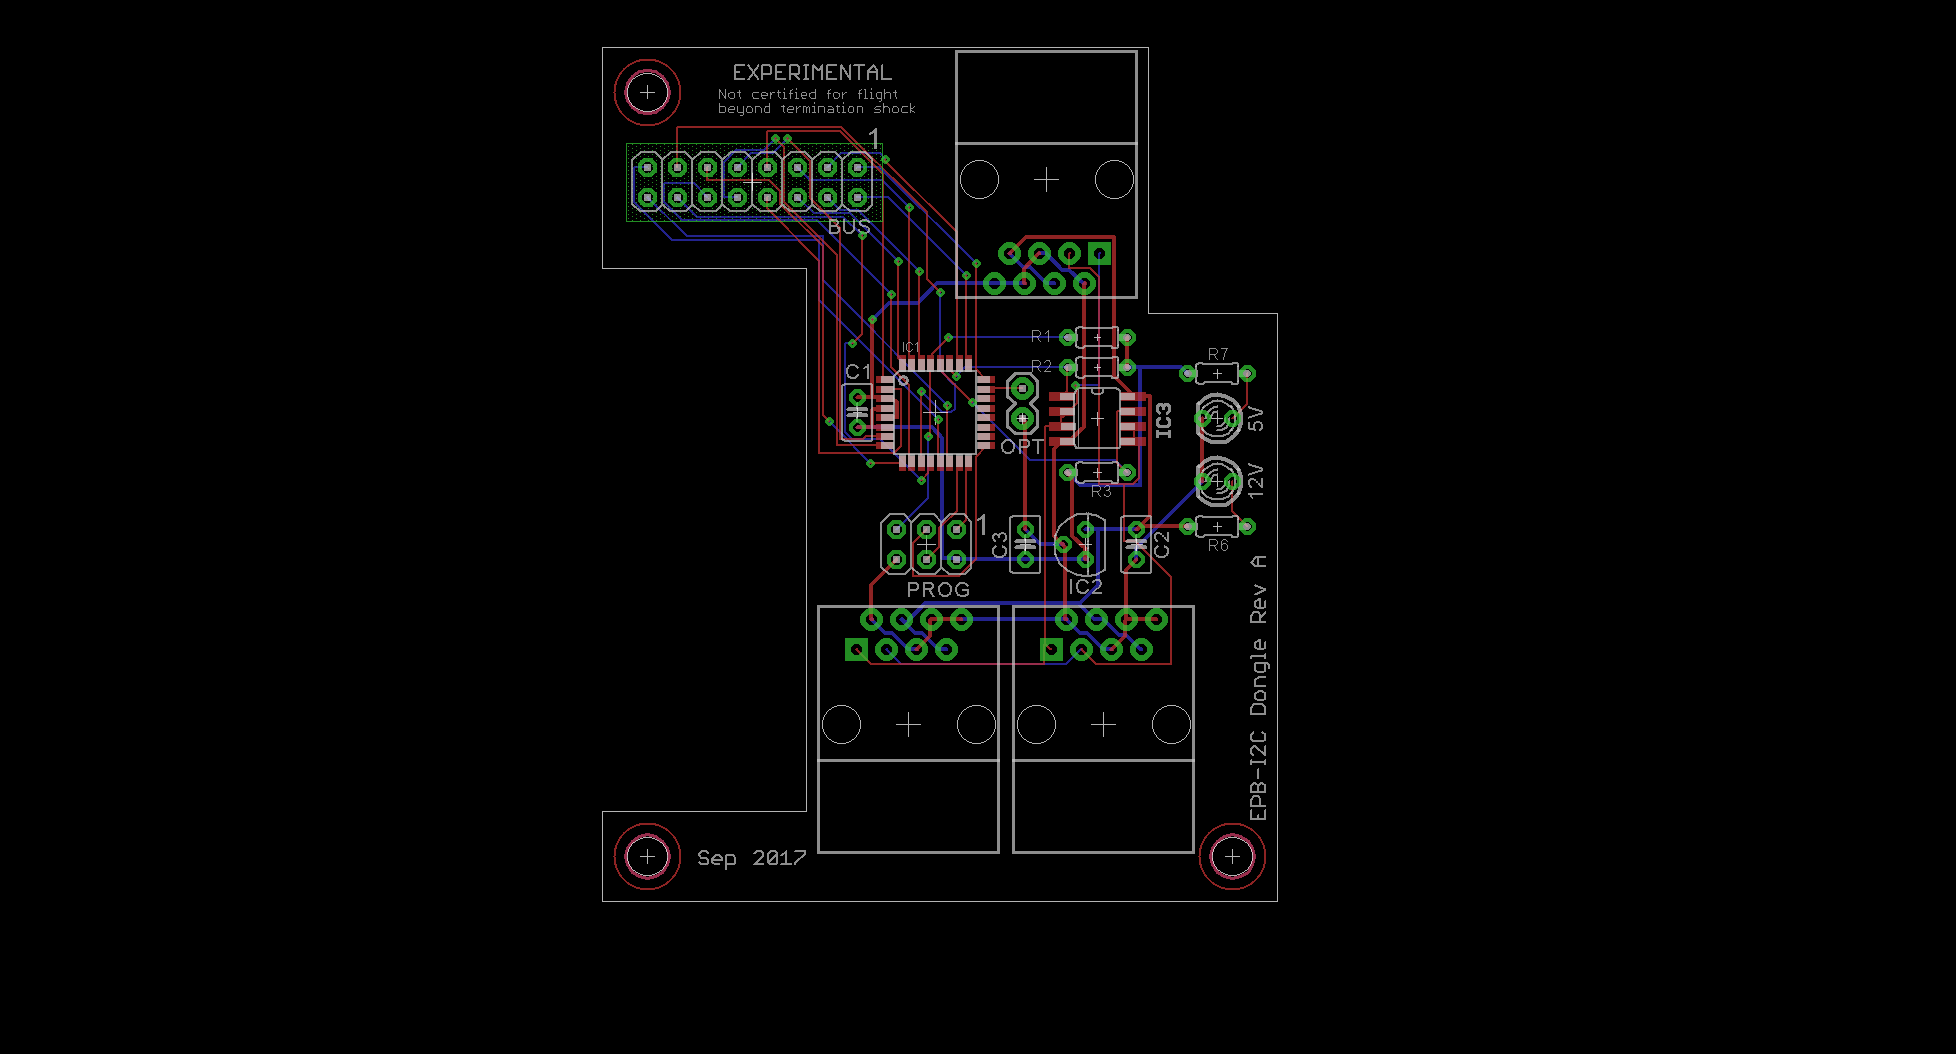 EXPERIMENTAL
Not certified for flight
beyond termination shock
1
BUS
R1
IC1
R2
R7
C1
5V
IC3
OPT
12V
R3
1
C3
C2
R6
IC2
PROG
EPB-I2C Dongle Rev A
Sep 2017